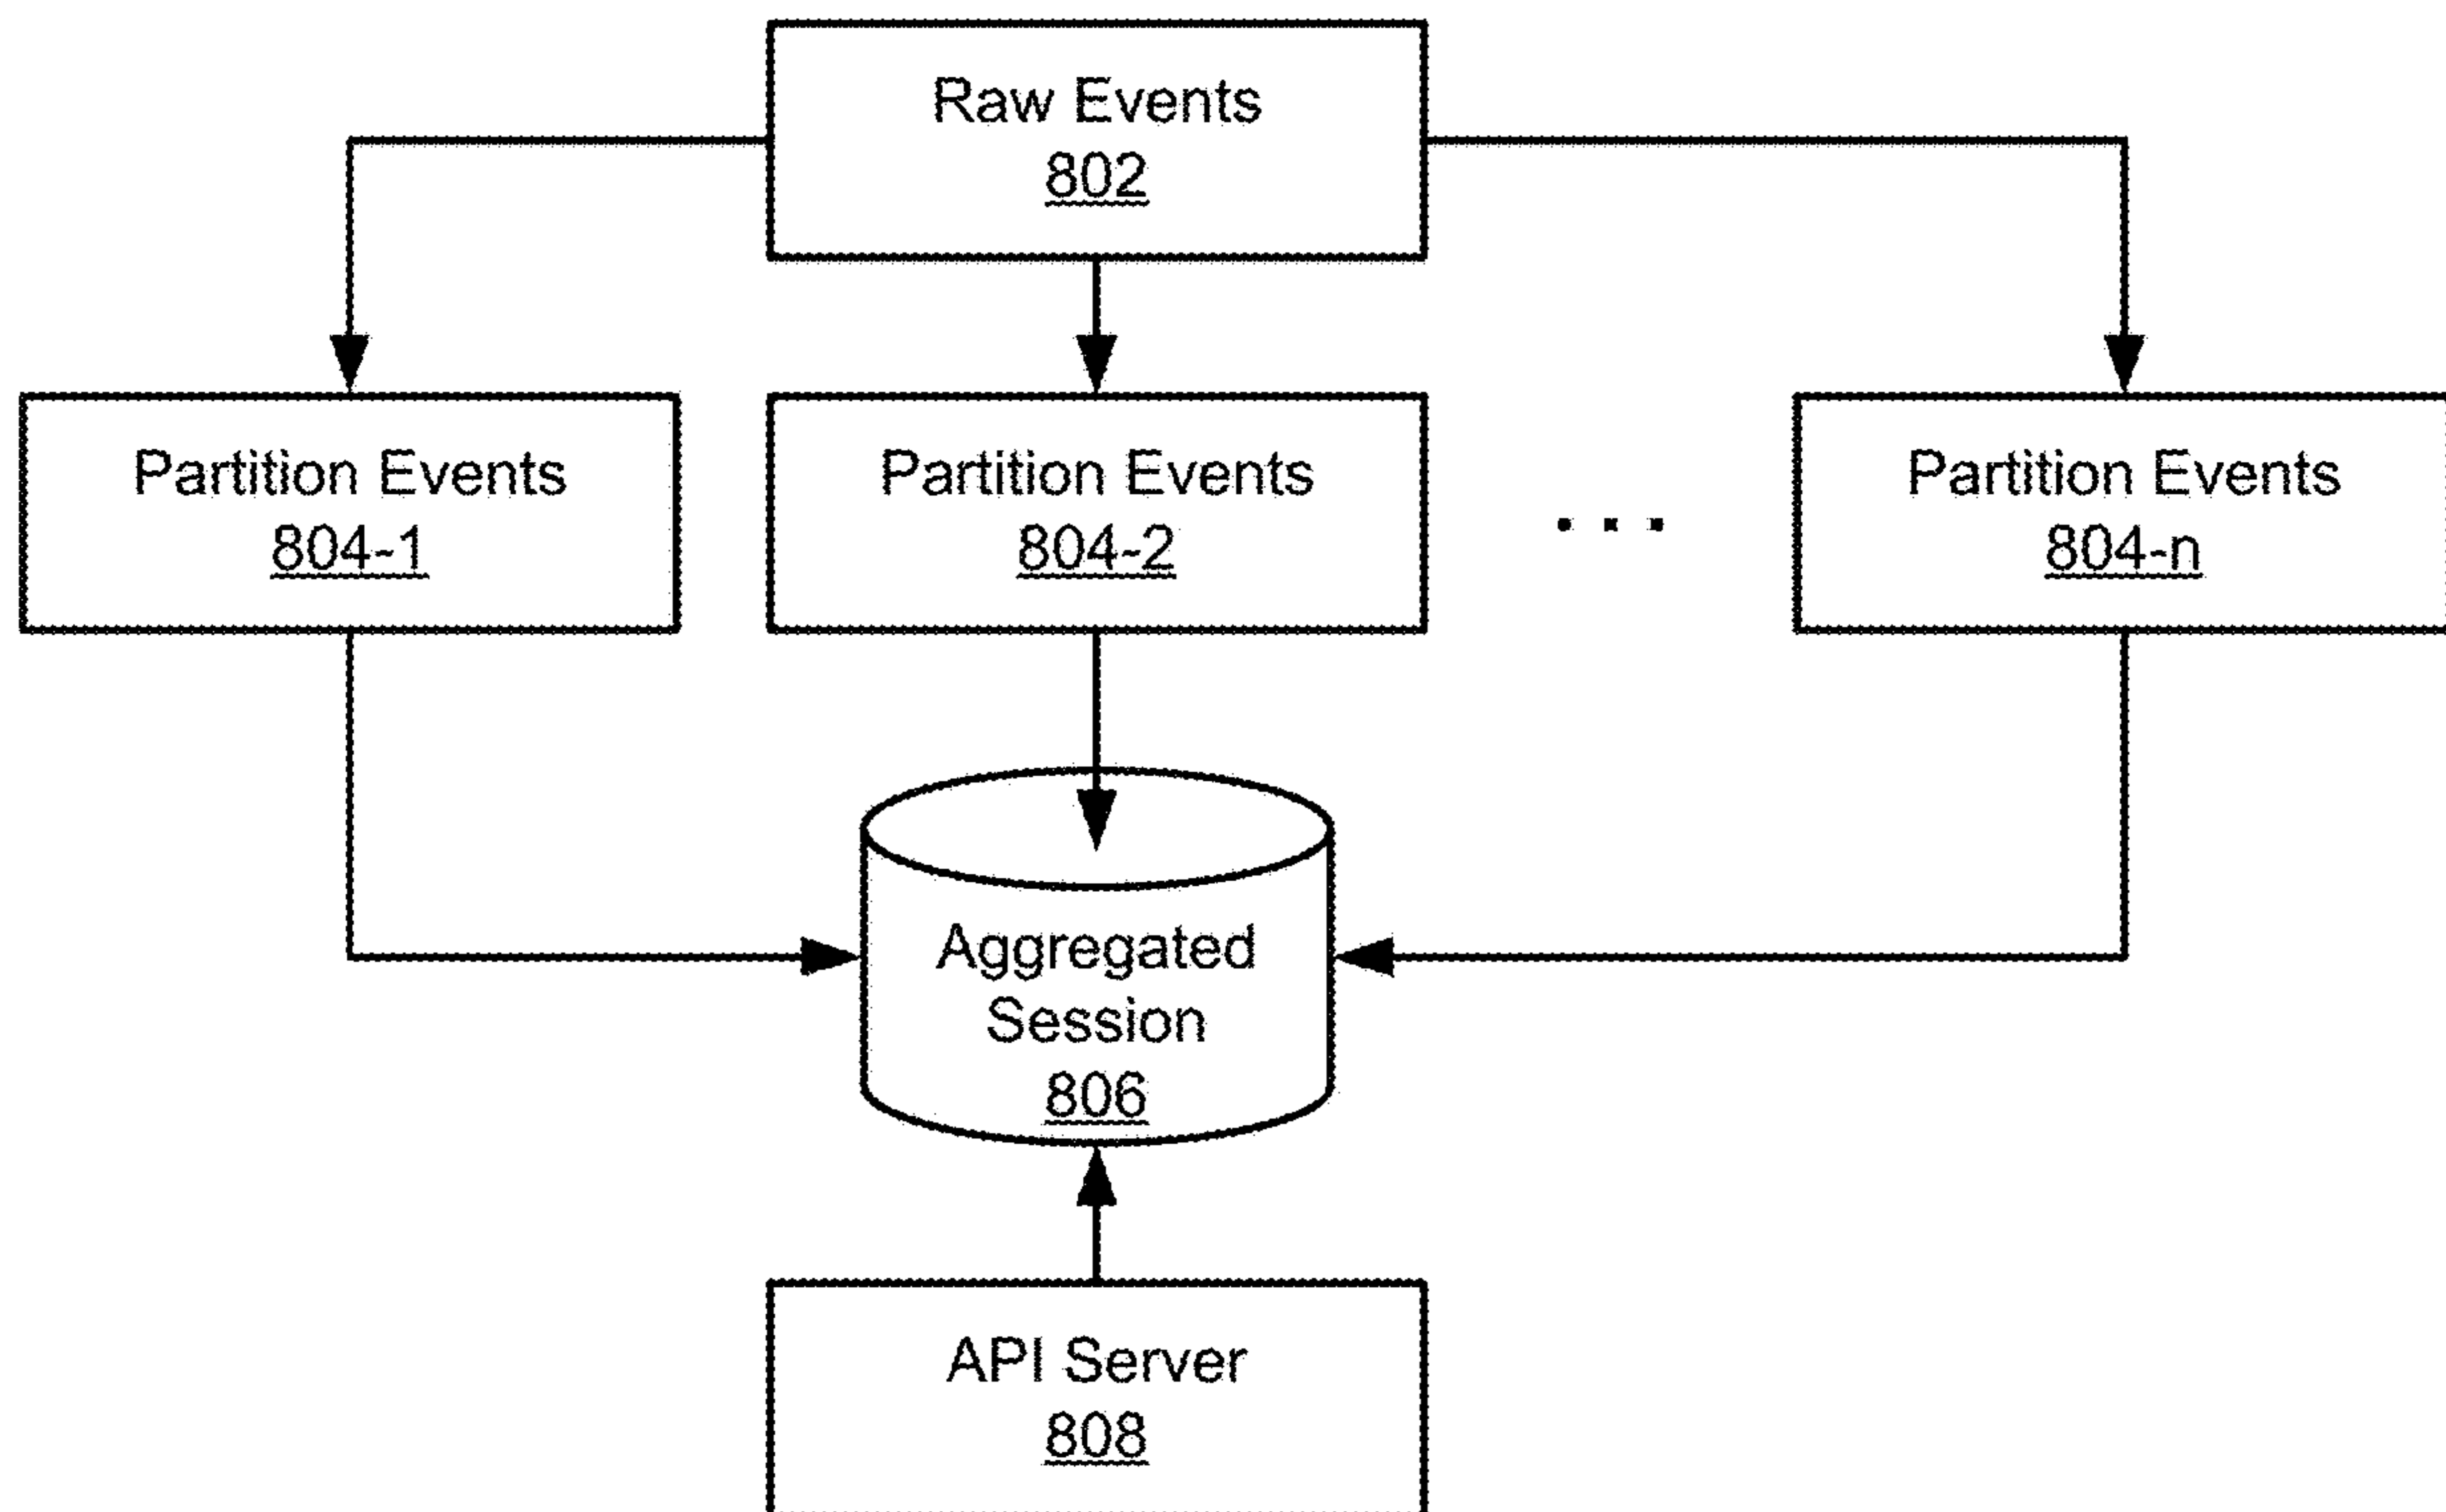 Raw Events
802
Partition Events
804-1
Partition Events
804-2
. . .
Partition Events
804-n
Aggregated
Session
806
API Server
808